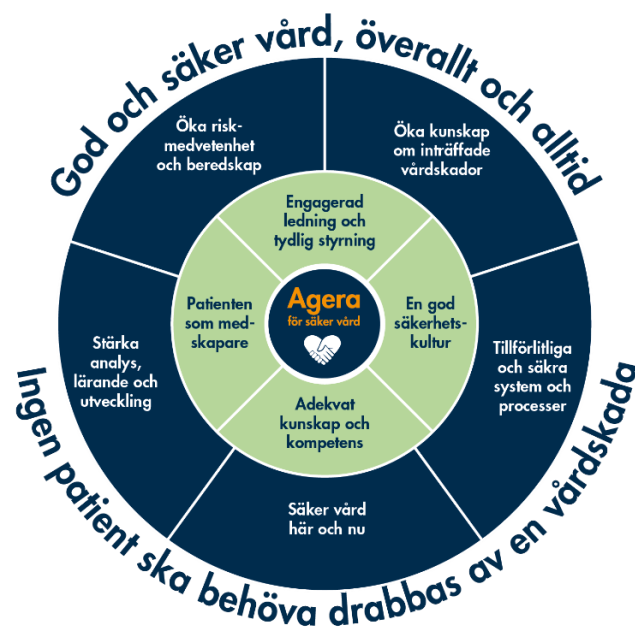 God och säker vård, överallt och alltid
Öka risk-
medvetenhet
och beredskap
Öka kunskap
om inträffade
vårdskador
Engagerad
ledning och
tydlig styrning
Patienten
som med-
skapare
Agera
för säker vård
En god
säkerhets-
kultur
Stärka
analys,
lärande och
utveckling
Tillförlitliga
och säkra
system och
processer
Adekvat
kunskap och
kompetens
Säker vård
här och nu
Ingen patient ska behöva drabbas av en vårdskada